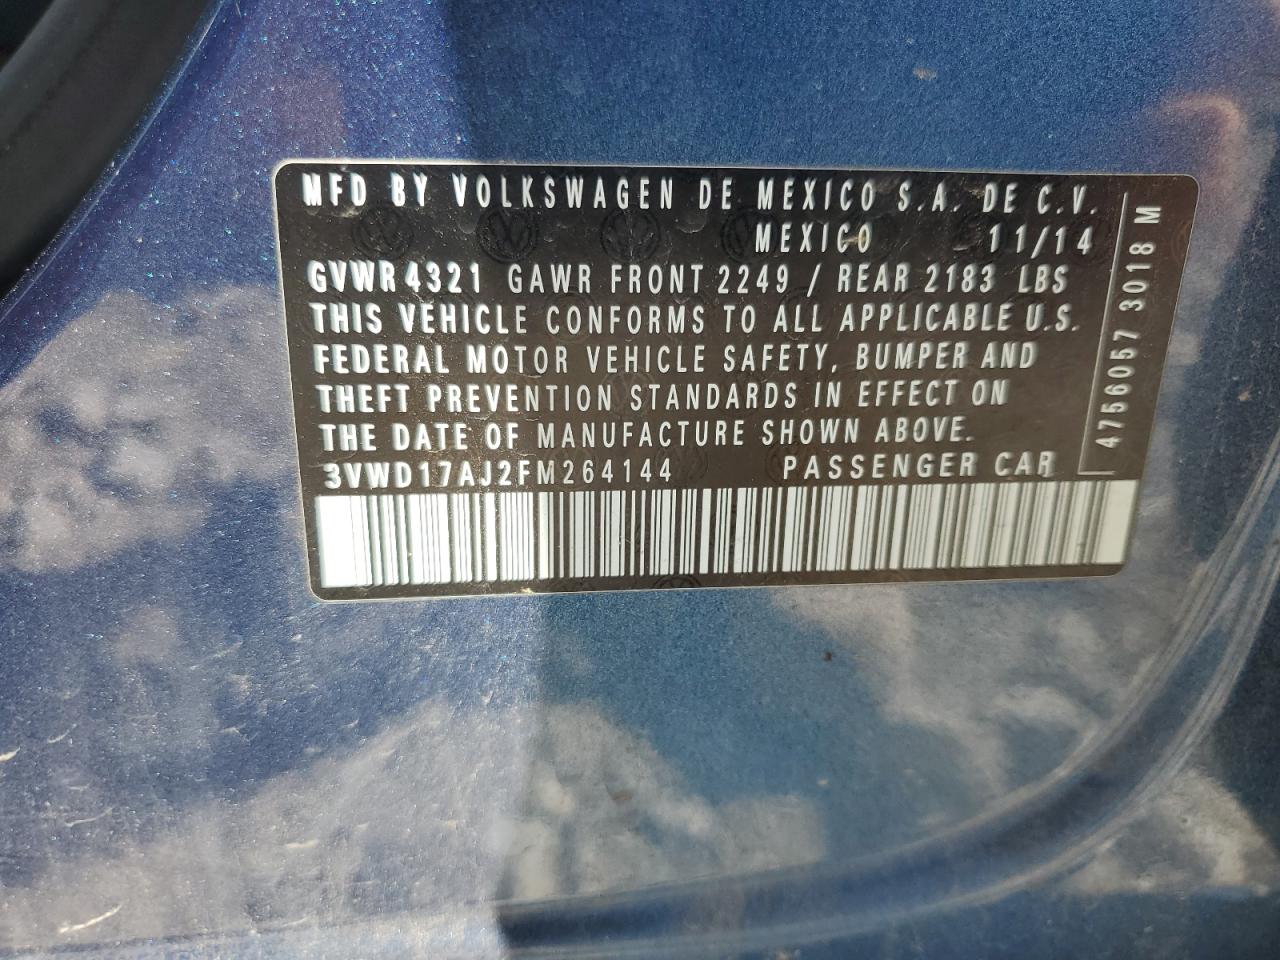 MFD BY VOLKSWAGEN DE MEXICO S.A. DE C.V.
MEXICO 11/14
GVWR 4321 GAWR FRONT 2249 / REAR 2183 LBS
THIS VEHICLE CONFORMS TO ALL APPLICABLE U.S.
FEDERAL MOTOR VEHICLE SAFETY, BUMPER AND
THEFT PREVENTION STANDARDS IN EFFECT ON
THE DATE OF MANUFACTURE SHOWN ABOVE.
3VWD17AJ2FM264144 PASSENGER CAR
4756057 3018 M